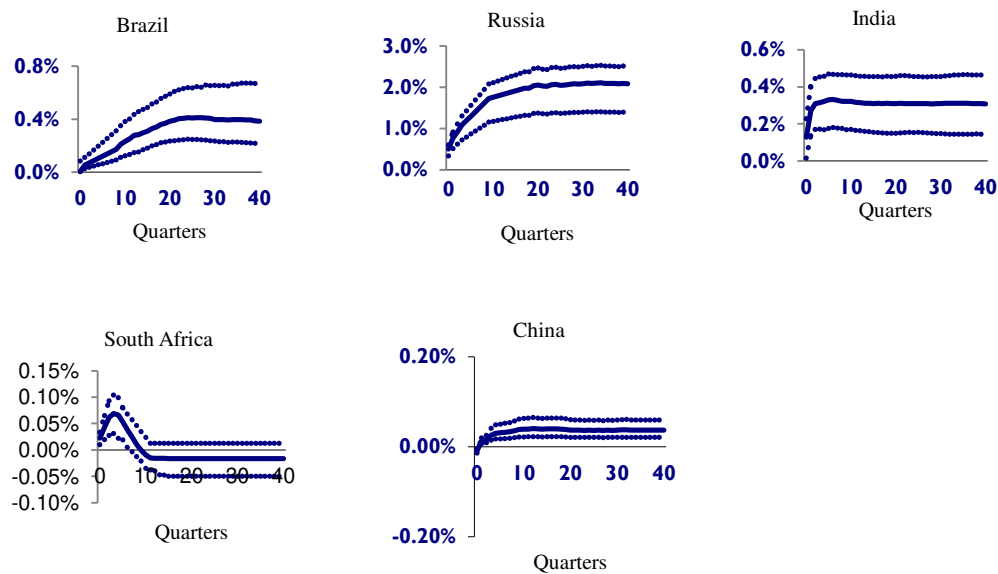 Brazil
0.8%
0.4%
0.0%
0 10 20 30 40
Quarters
Russia
3.0%
2.0%
1.0%
0.0%
0 10 20 30 40
Quarters
India
0.6%
0.4%
0.2%
0.0%
0 10 20 30 40
Quarters
South Africa
0.15%
0.10%
0.05%
0.00%
-0.05%
-0.10%
0 10 20 30 40
Quarters
China
0.20%
0.00%
-0.20%
0 10 20 30 40
Quarters